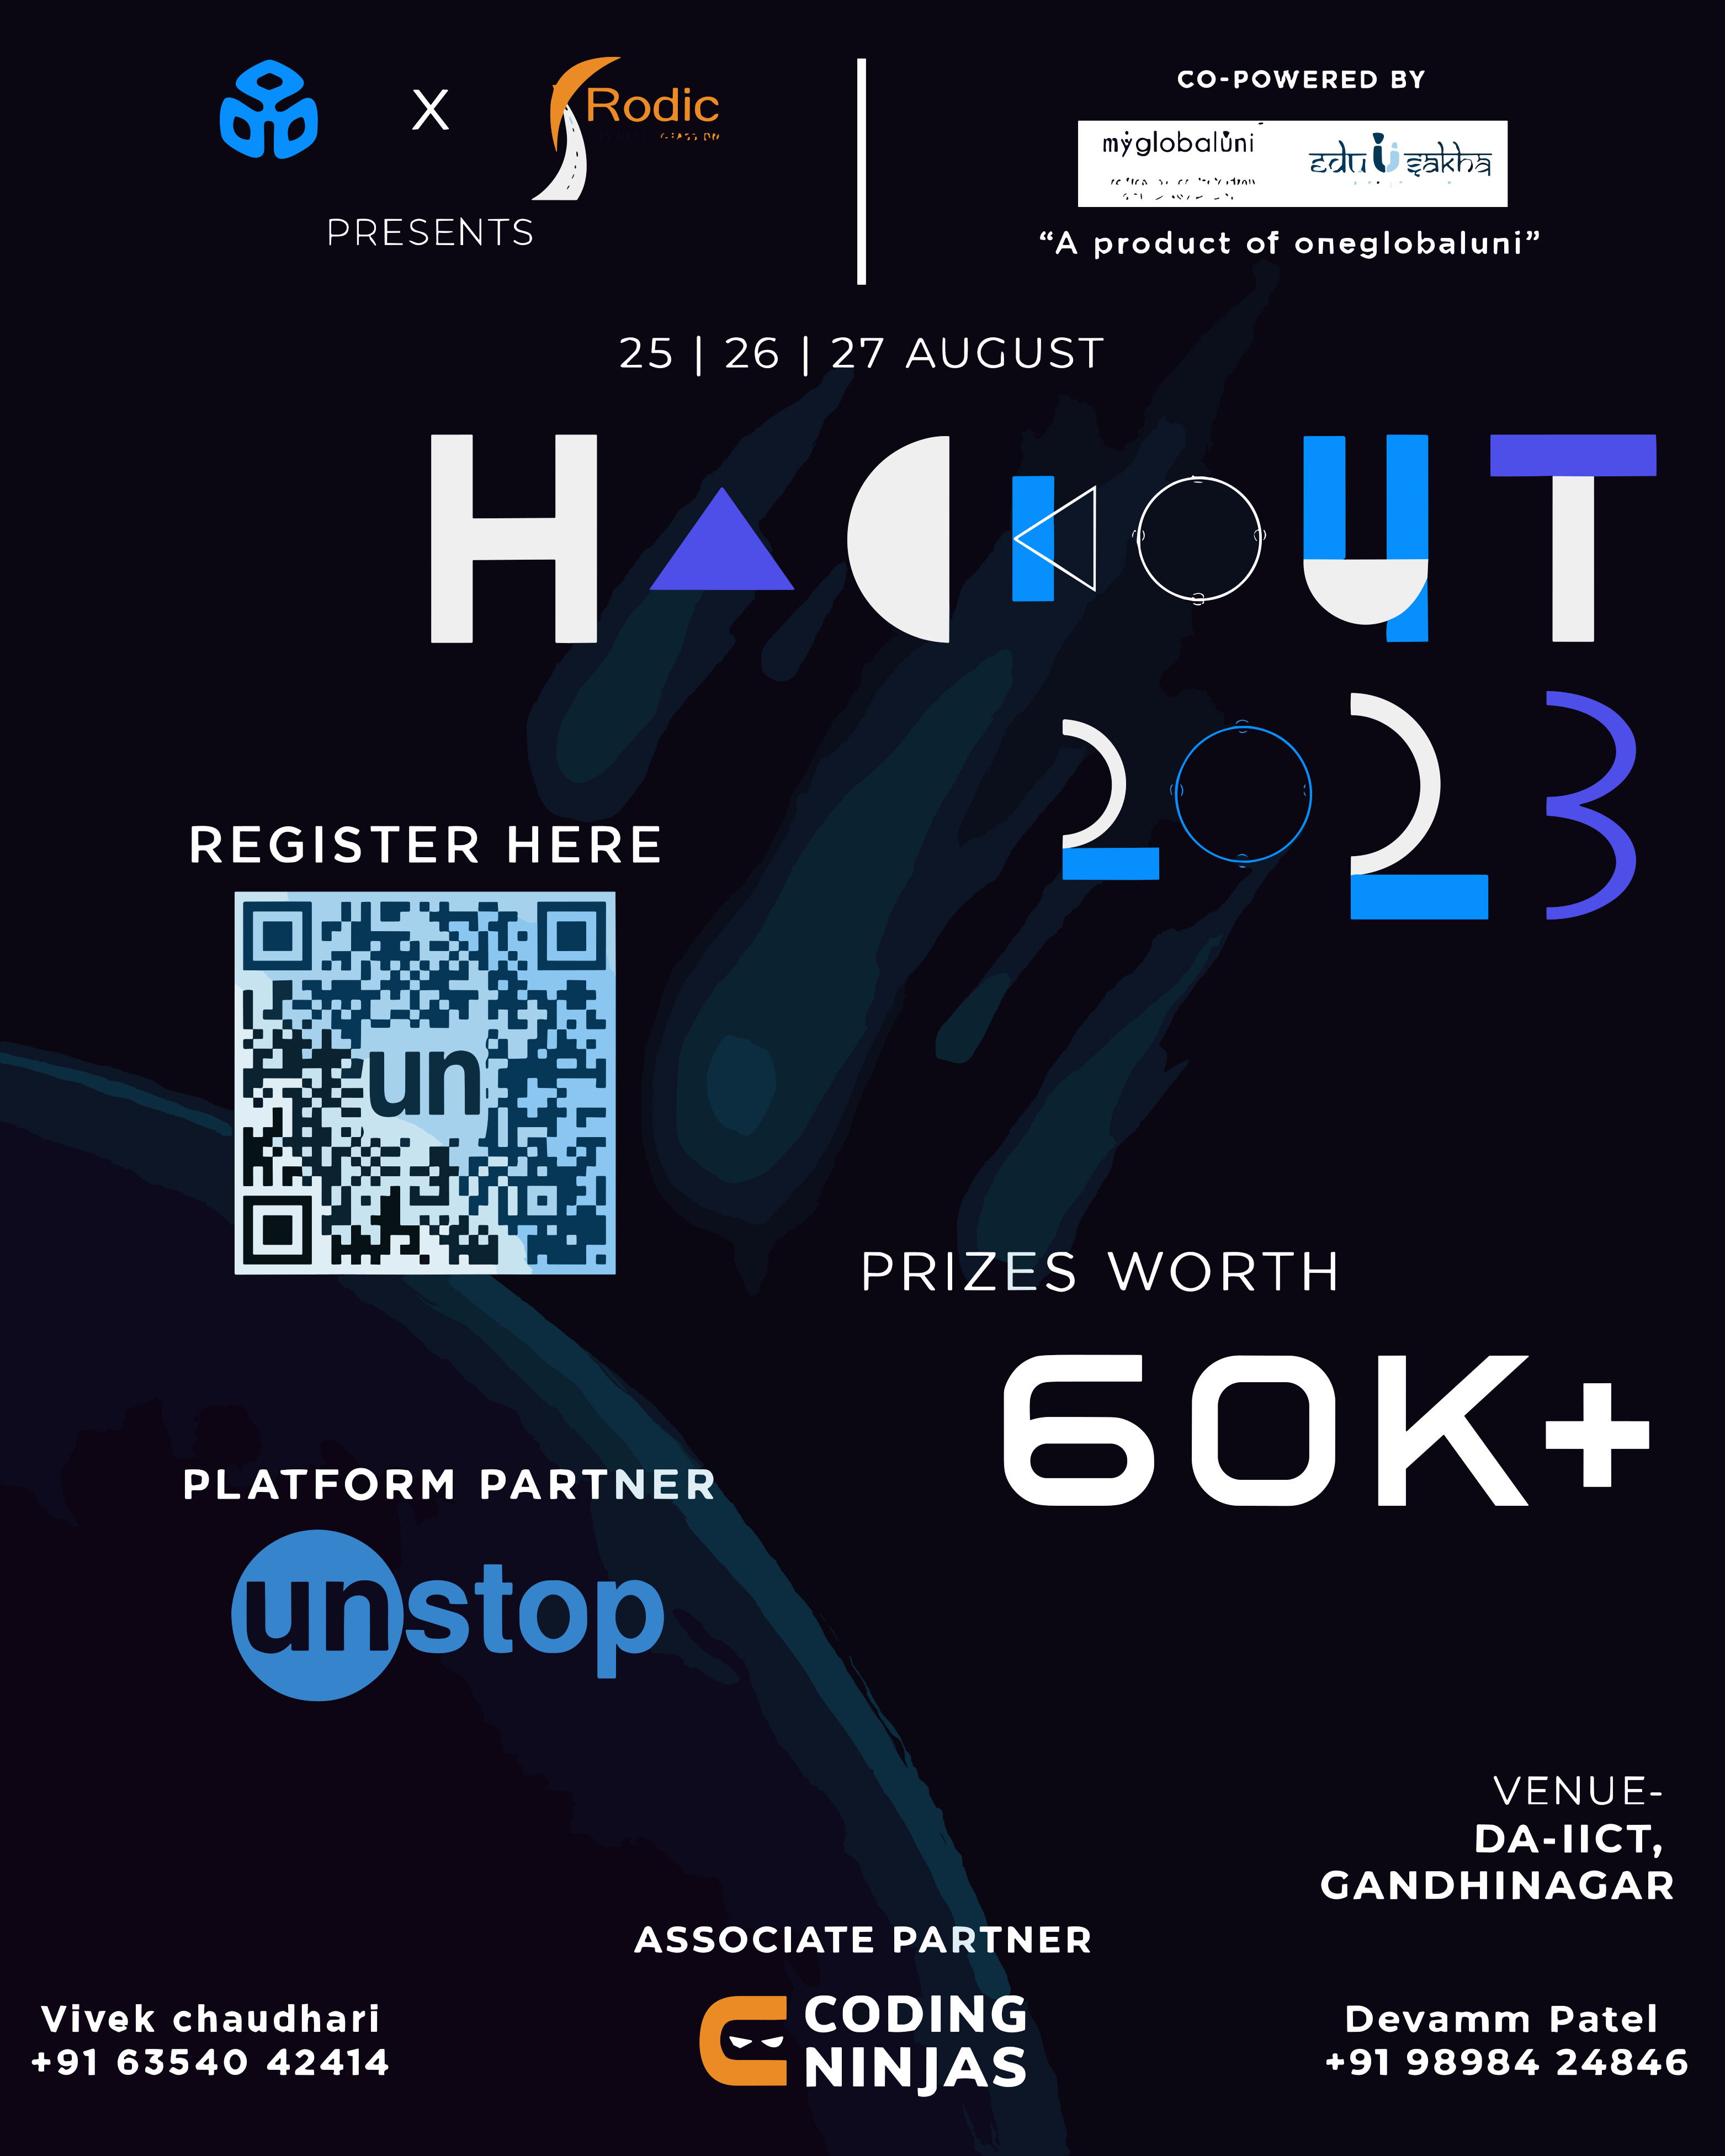 X
Rodic
PRESENTS
CO-POWERED BY
myglobaluni
edu sakha
“A product of oneglobaluni”
25 | 26 | 27 AUGUST
HACKOUT
2023
REGISTER HERE
un
PRIZES WORTH
60K+
PLATFORM PARTNER
unstop
VENUE-
DA-IICT,
GANDHINAGAR
ASSOCIATE PARTNER
CODING
NINJAS
Vivek chaudhari
+91 63540 42414
Devamm Patel
+91 98984 24846